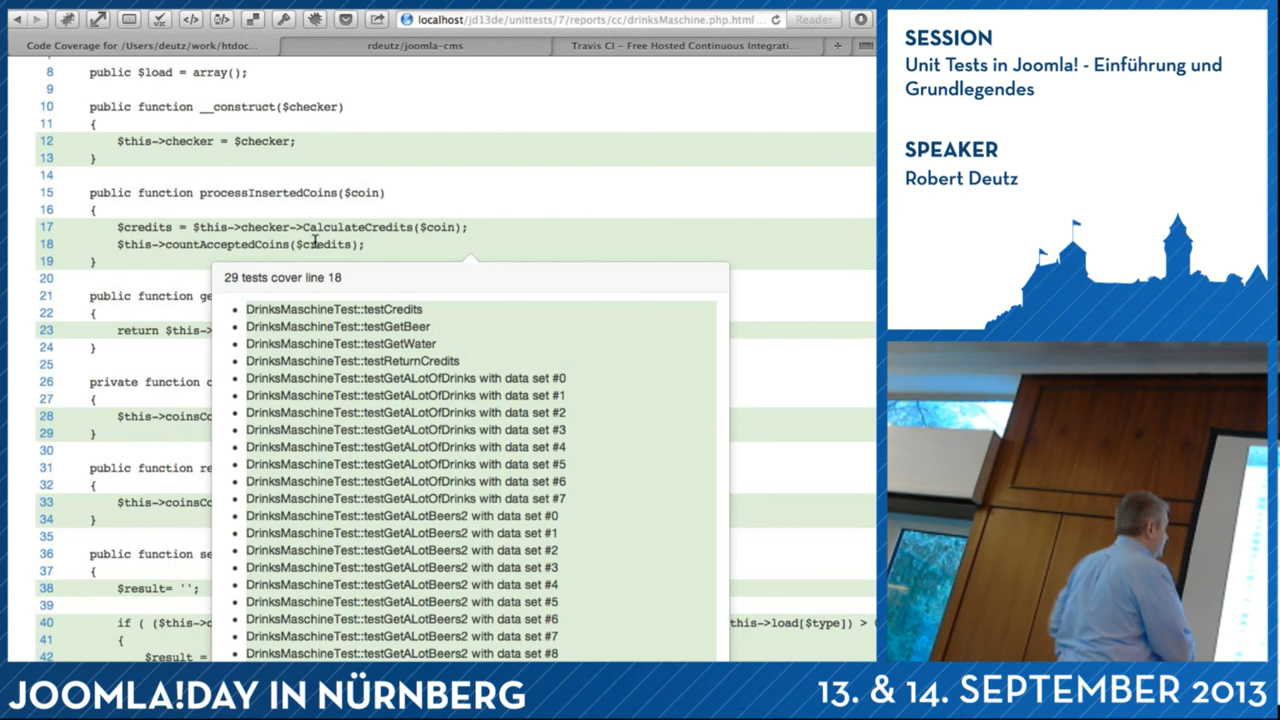 localhost/jd13de/unittests/7/reports/cc/drinksMaschine.php.html...
Reader
Code Coverage for /Users/deutz/work/htdoc...
rdeutz/joomla-cms
Travis CI – Free Hosted Continuous Integrati...
+
8 public $load = array();
9
10 public function __construct($checker)
11 {
12 $this->checker = $checker;
13 }
14
15 public function processInsertedCoins($coin)
16 {
17 $credits = $this->checker->CalculateCredits($coin);
18 $this->countAcceptedCoins($credits);
19 }
20
21 public function ge
22 {
23 return $this->
24 }
25
26 private function c
27 {
28 $this->coinsCo
29 }
30
31 public function re
32 {
33 $this->coinsCo
34 }
35
36 public function se
37 {
38 $result= '';
39
40 if ( ($this->c this->load[$type]) > (
41 {
42 $result =
29 tests cover line 18
• DrinksMaschineTest::testCredits
• DrinksMaschineTest::testGetBeer
• DrinksMaschineTest::testGetWater
• DrinksMaschineTest::testReturnCredits
• DrinksMaschineTest::testGetALotOfDrinks with data set #0
• DrinksMaschineTest::testGetALotOfDrinks with data set #1
• DrinksMaschineTest::testGetALotOfDrinks with data set #2
• DrinksMaschineTest::testGetALotOfDrinks with data set #3
• DrinksMaschineTest::testGetALotOfDrinks with data set #4
• DrinksMaschineTest::testGetALotOfDrinks with data set #5
• DrinksMaschineTest::testGetALotOfDrinks with data set #6
• DrinksMaschineTest::testGetALotOfDrinks with data set #7
• DrinksMaschineTest::testGetALotBeers2 with data set #0
• DrinksMaschineTest::testGetALotBeers2 with data set #1
• DrinksMaschineTest::testGetALotBeers2 with data set #2
• DrinksMaschineTest::testGetALotBeers2 with data set #3
• DrinksMaschineTest::testGetALotBeers2 with data set #4
• DrinksMaschineTest::testGetALotBeers2 with data set #5
• DrinksMaschineTest::testGetALotBeers2 with data set #6
• DrinksMaschineTest::testGetALotBeers2 with data set #7
• DrinksMaschineTest::testGetALotBeers2 with data set #8
SESSION
Unit Tests in Joomla! - Einführung und
Grundlegendes
SPEAKER
Robert Deutz
JOOMLA!DAY IN NÜRNBERG
13. & 14. SEPTEMBER 2013